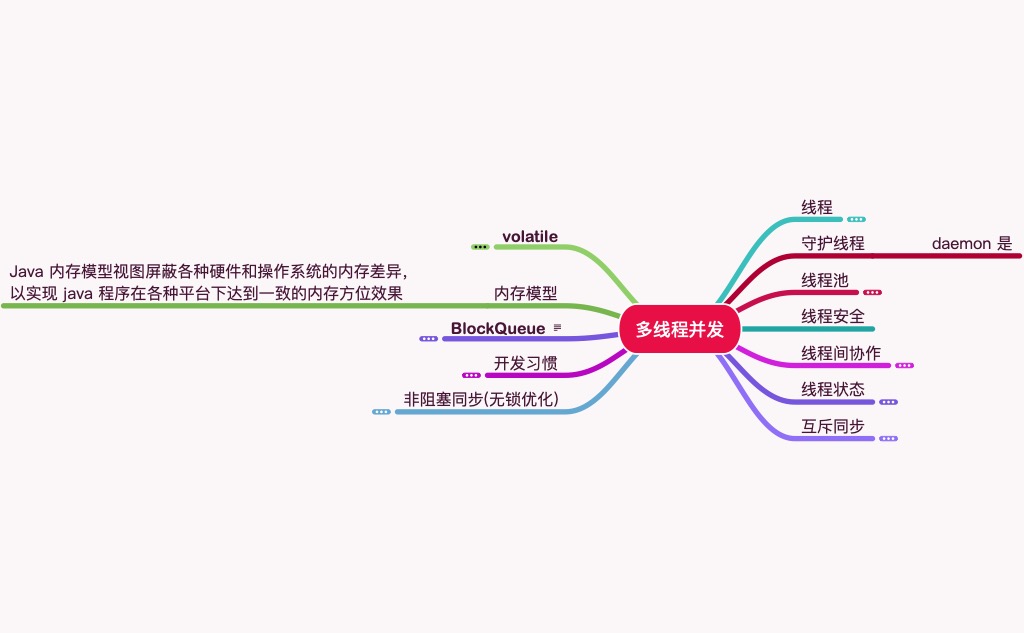 线程
volatile
守护线程
daemon 是
Java 内存模型视图屏蔽各种硬件和操作系统的内存差异,
以实现 java 程序在各种平台下达到一致的内存方位效果
内存模型
线程池
BlockQueue
多线程并发
线程安全
开发习惯
线程间协作
非阻塞同步(无锁优化)
线程状态
互斥同步